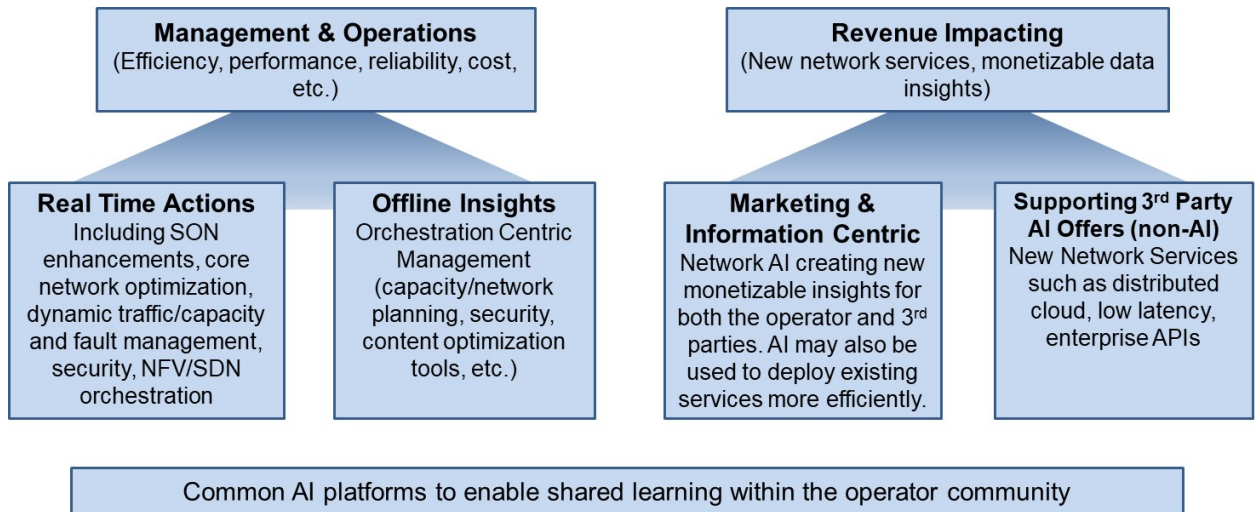 Management & Operations
(Efficiency, performance, reliability, cost,
etc.)
Revenue Impacting
(New network services, monetizable data
insights)
Real Time Actions
Including SON
enhancements, core
network optimization,
dynamic traffic/capacity
and fault management,
security, NFV/SDN
orchestration
Offline Insights
Orchestration Centric
Management
(capacity/network
planning, security,
content optimization
tools, etc.)
Marketing &
Information Centric
Network AI creating new
monetizable insights for
both the operator and 3rd
parties. AI may also be
used to deploy existing
services more efficiently.
Supporting 3rd Party
AI Offers (non-AI)
New Network Services
such as distributed
cloud, low latency,
enterprise APIs
Common AI platforms to enable shared learning within the operator community